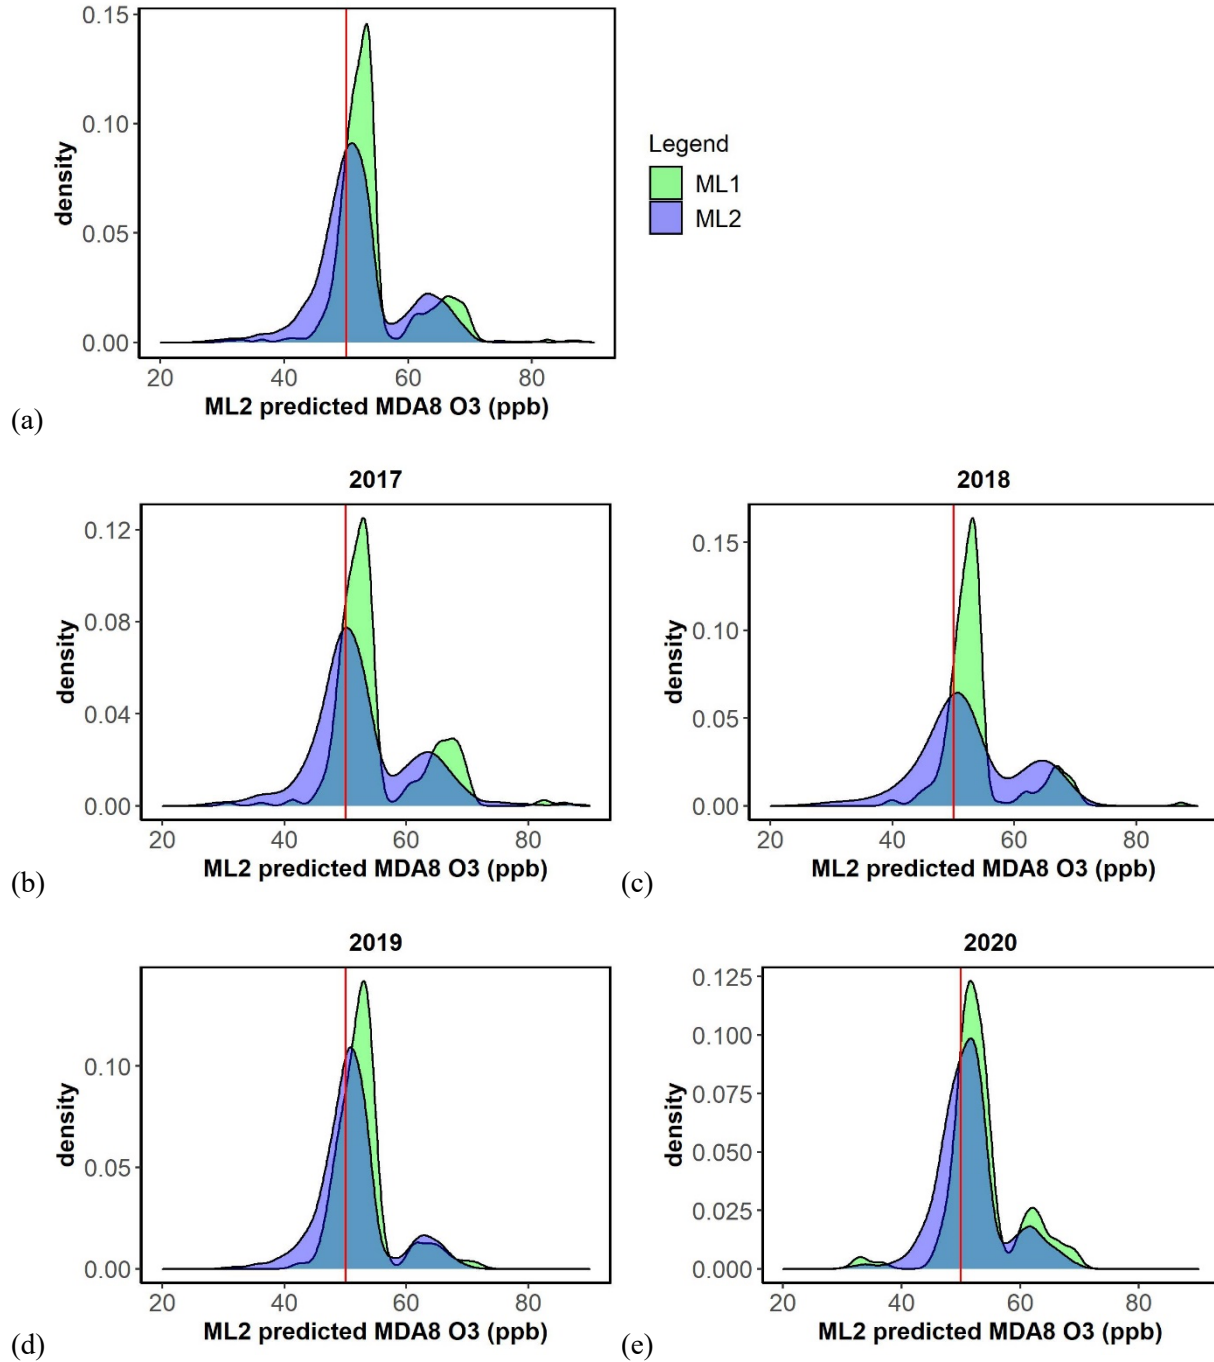 0.15
0.10
0.05
0.00
density
20 40 60 80
ML2 predicted MDA8 O3 (ppb)
Legend
ML1
ML2
(a)
2017
0.12
0.08
0.04
0.00
density
20 40 60 80
ML2 predicted MDA8 O3 (ppb)
(b)
2018
0.15
0.10
0.05
0.00
density
20 40 60 80
ML2 predicted MDA8 O3 (ppb)
(c)
2019
0.10
0.05
0.00
density
20 40 60 80
ML2 predicted MDA8 O3 (ppb)
(d)
2020
0.125
0.100
0.075
0.050
0.025
0.000
density
20 40 60 80
ML2 predicted MDA8 O3 (ppb)
(e)